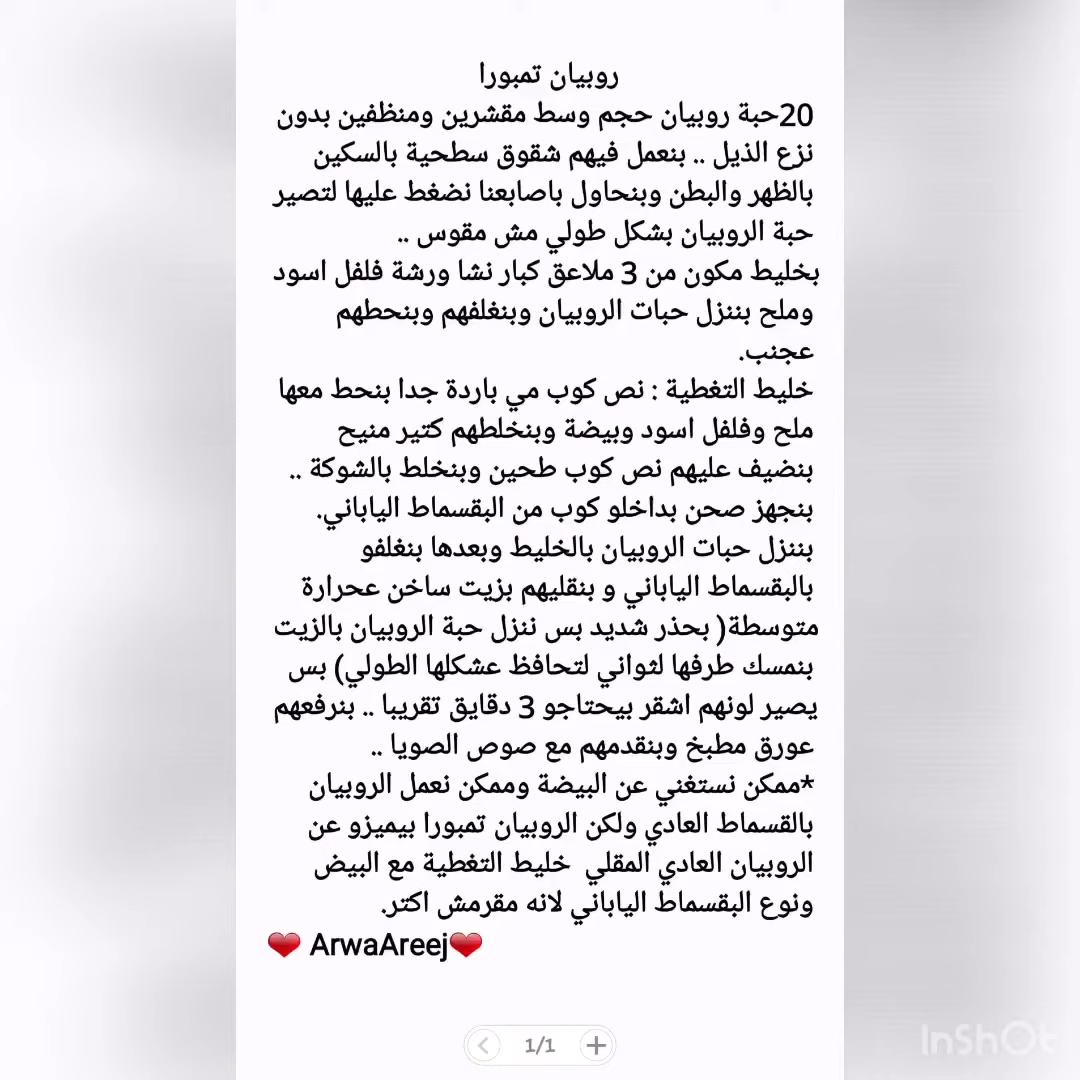 روبيان تمبورا
20حبة روبيان حجم وسط مقشرين ومنظفين بدون
نزع الذيل .. بنعمل فيهم شقوق سطحية بالسكين
بالظهر والبطن وبنحاول باصابعنا نضغط عليها لتصير
حبة الروبيان بشكل طولي مش مقوس ..
بخليط مكون من 3 ملاعق كبار نشا ورشة فلفل اسود
وملح بننزل حبات الروبيان وبنغلفهم وبنحطهم
عجنب.
خليط التغطية : نص كوب مي باردة جدا بنحط معها
ملح وفلفل اسود وبيضة وبنخلطهم كتير منيح
بنضيف عليهم نص كوب طحين وبنخلط بالشوكة ..
بنجهز صحن بداخلو كوب من البقسماط الياباني.
بننزل حبات الروبيان بالخليط وبعدها بنغلفو
بالبقسماط الياباني و بنقليهم بزيت ساخن عحرارة
متوسطة( بحذر شديد بس ننزل حبة الروبيان بالزيت
بنمسك طرفها لثواني لتحافظ عشكلها الطولي) بس
يصير لونهم اشقر بيحتاجو 3 دقايق تقريبا .. بنرفعهم
عورق مطبخ وبنقدمهم مع صوص الصويا ..
*ممكن نستغني عن البيضة وممكن نعمل الروبيان
بالقسماط العادي ولكن الروبيان تمبورا بيميزو عن
الروبيان العادي المقلي خليط التغطية مع البيض
ونوع البقسماط الياباني لانه مقرمش اكتر.
❤ ArwaAreej❤
1/1
InShOt